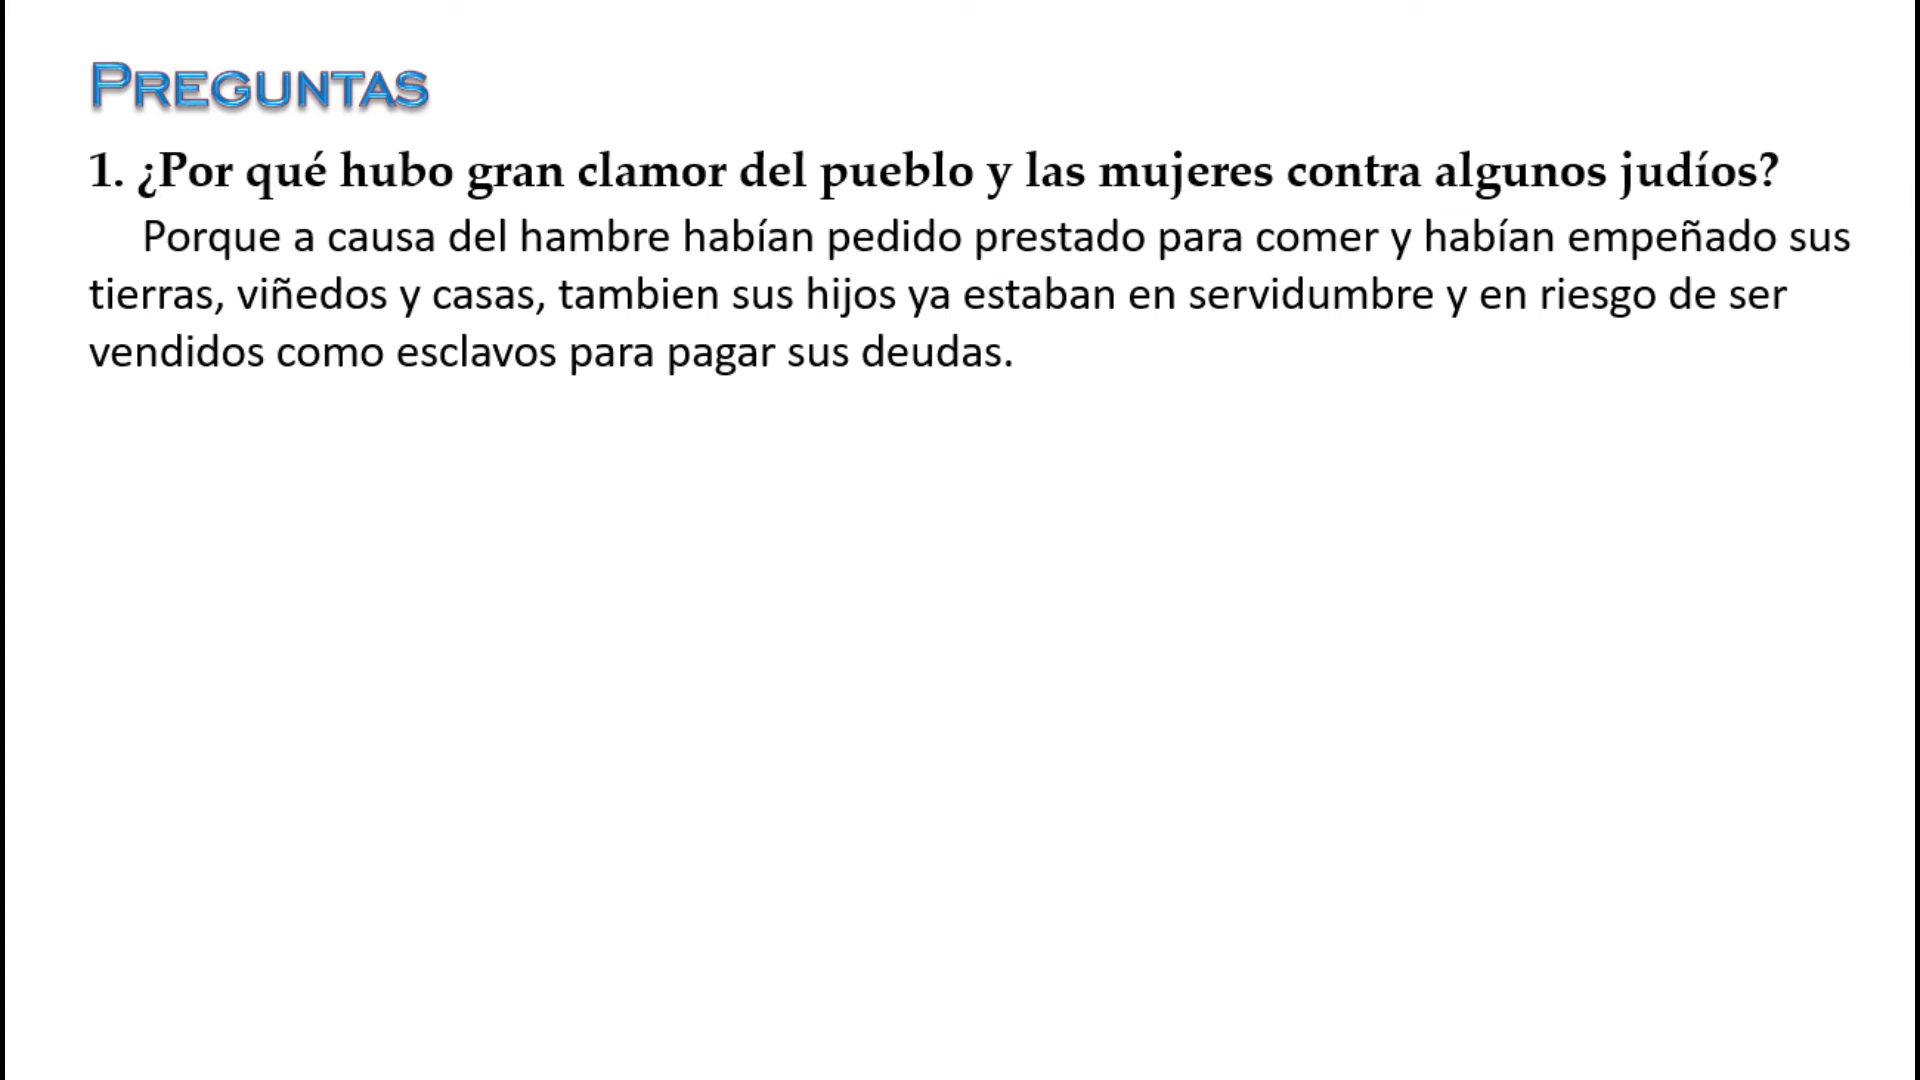 PREGUNTAS
1. ¿Por qué hubo gran clamor del pueblo y las mujeres contra algunos judíos?
Porque a causa del hambre habían pedido prestado para comer y habían empeñado sus
tierras, viñedos y casas, tambien sus hijos ya estaban en servidumbre y en riesgo de ser
vendidos como esclavos para pagar sus deudas.